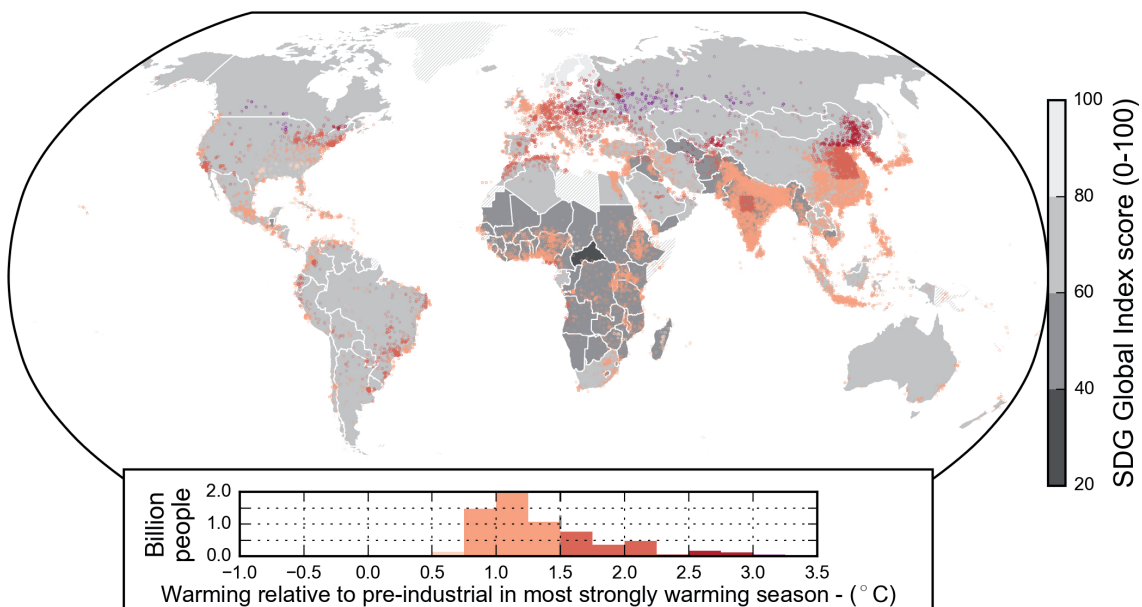 100
80
60
40
20
SDG Global Index score (0-100)
Billion
people
2.0
1.0
0.0
−1.0 −0.5 0.0 0.5 1.0 1.5 2.0 2.5 3.0 3.5
Warming relative to pre-industrial in most strongly warming season - (°C)